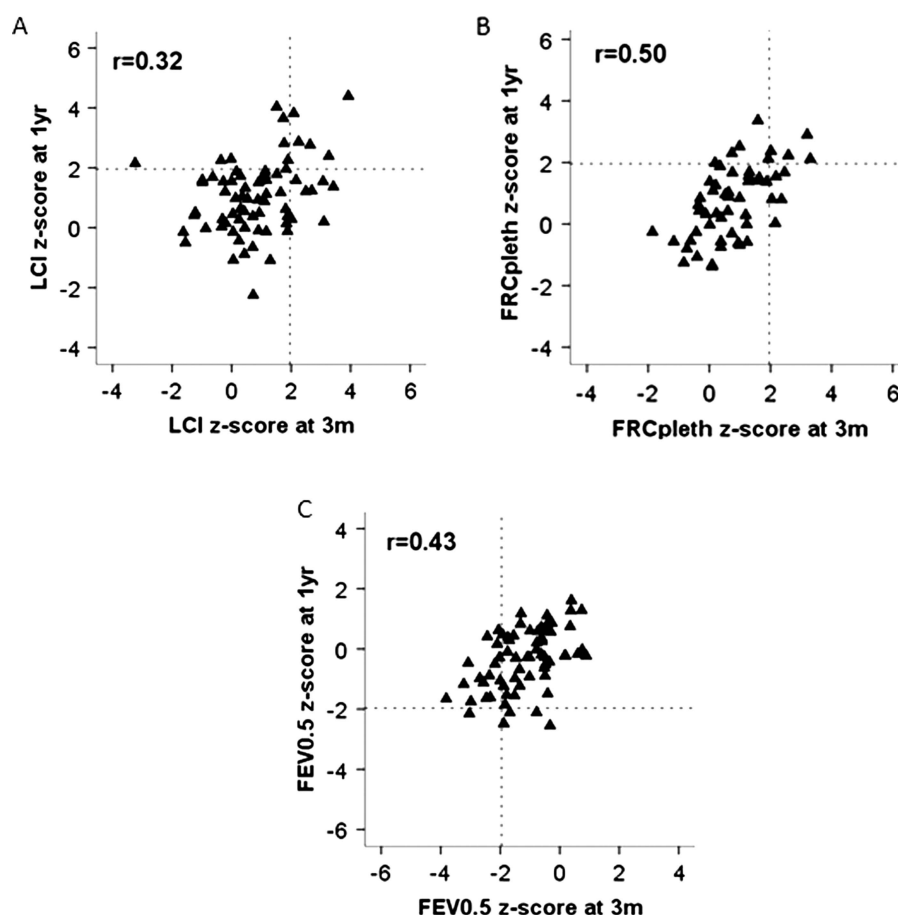 A
r=0.32
LCI z-score at 1yr
6
4
2
0
-2
-4
-4 -2 0 2 4 6
LCI z-score at 3m
B
r=0.50
FRCpleth z-score at 1yr
6
4
2
0
-2
-4
-4 -2 0 2 4 6
FRCpleth z-score at 3m
C
r=0.43
FEV0.5 z-score at 1yr
4
2
0
-2
-4
-6
-6 -4 -2 0 2 4
FEV0.5 z-score at 3m